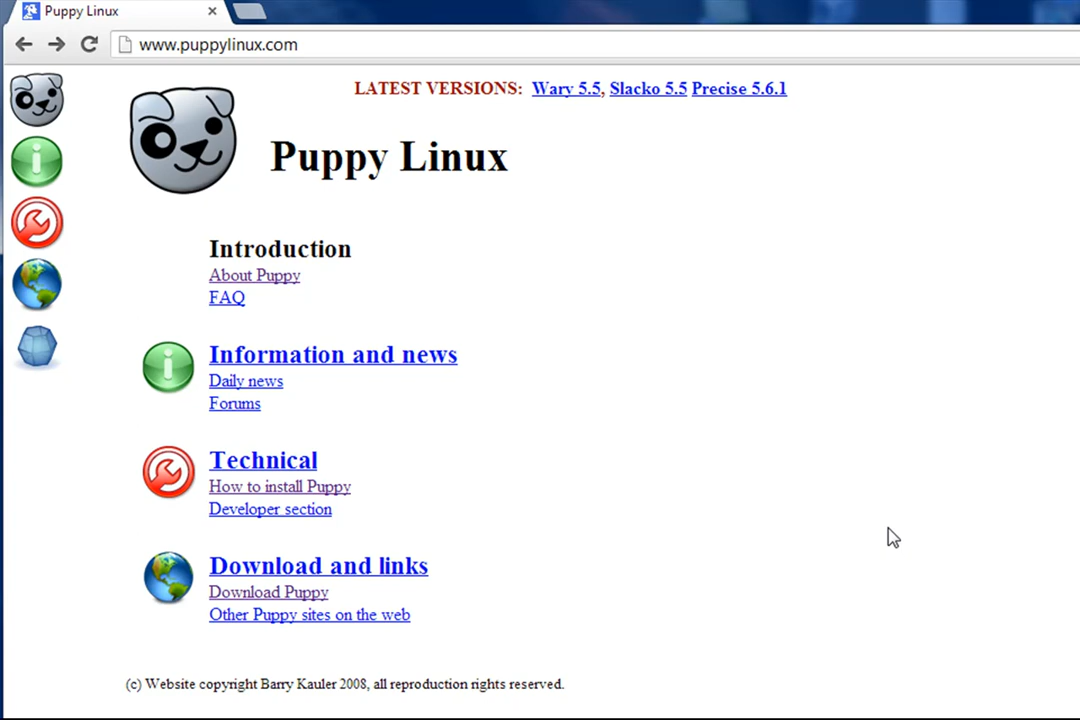 Puppy Linux
www.puppylinux.com
LATEST VERSIONS: Wary 5.5, Slacko 5.5 Precise 5.6.1
Puppy Linux
Introduction
About Puppy
FAQ
Information and news
Daily news
Forums
Technical
How to install Puppy
Developer section
Download and links
Download Puppy
Other Puppy sites on the web
(c) Website copyright Barry Kauler 2008, all reproduction rights reserved.